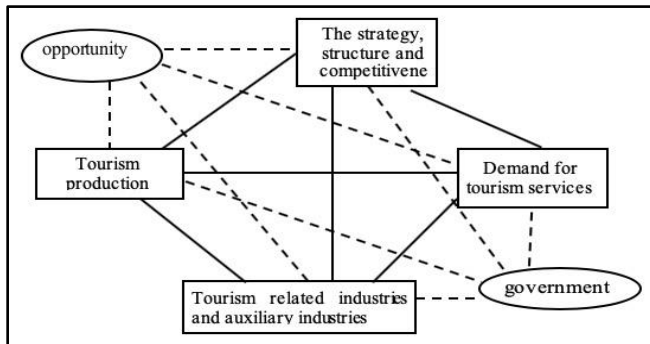 opportunity
The strategy,
structure and
competitivene
Tourism
production
Demand for
tourism services
Tourism related industries
and auxiliary industries
government